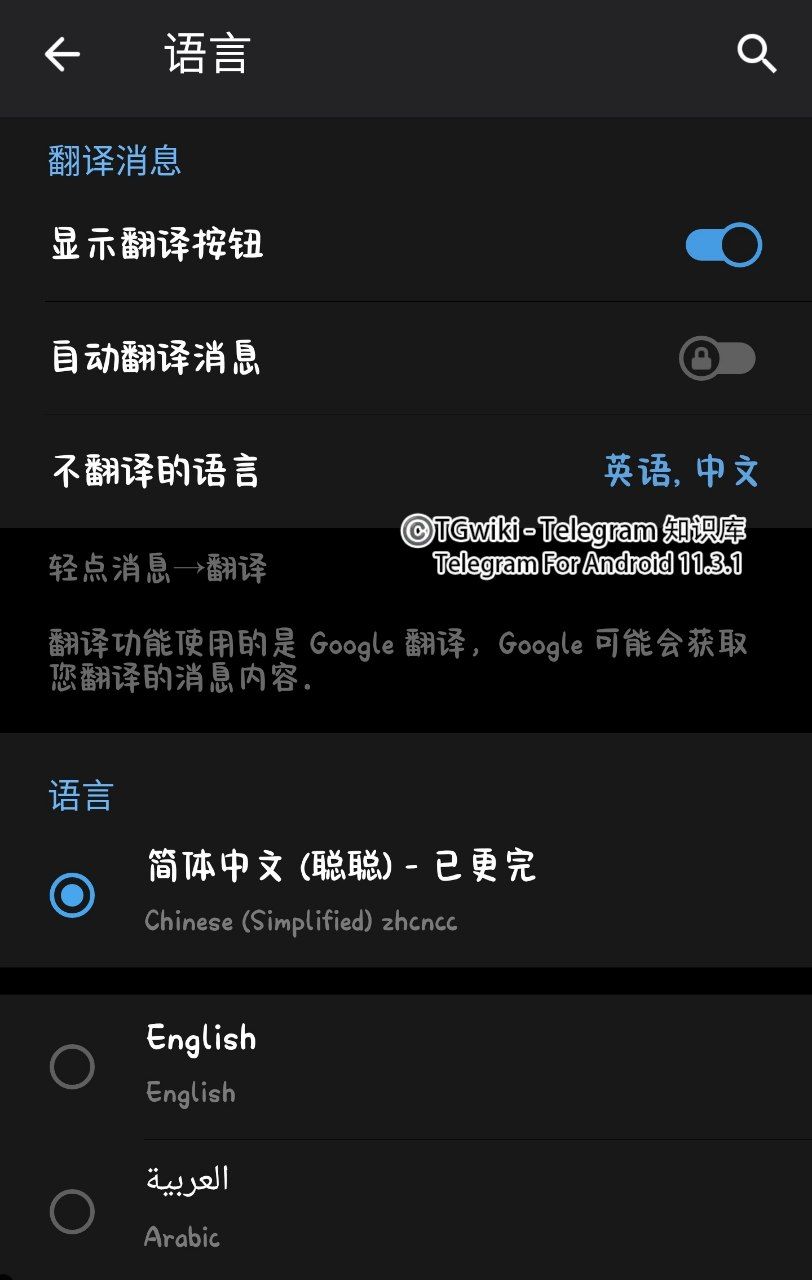 语言
翻译消息
显示翻译按钮
自动翻译消息
不翻译的语言 英语, 中文
©TGwiki - Telegram 知识库
Telegram For Android 11.3.1
轻点消息→翻译
翻译功能使用的是 Google 翻译，Google 可能会获取
您翻译的消息内容．
语言
简体中文 (聪聪) - 已更完
Chinese (Simplified) zhcncc
English
English
العربية
Arabic